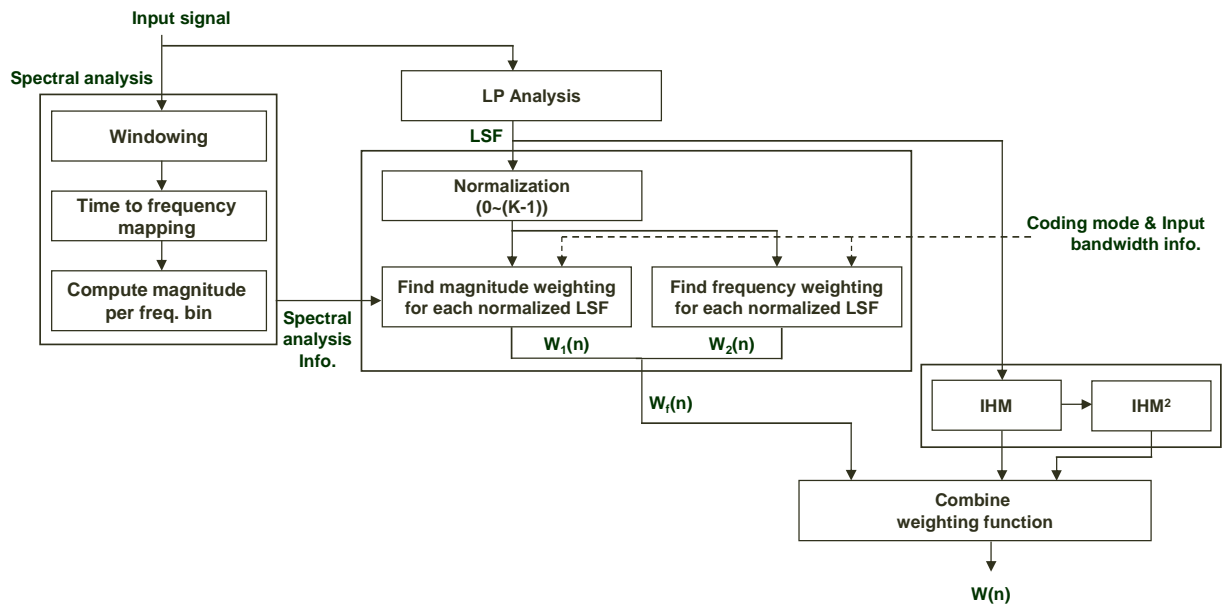 Input signal
Spectral analysis
LP Analysis
Windowing
LSF
Normalization
(0~(K-1))
Time to frequency
mapping
Coding mode & Input
bandwidth info.
Compute magnitude
per freq. bin
Find magnitude weighting
for each normalized LSF
Find frequency weighting
for each normalized LSF
Spectral
analysis
Info.
W₁(n)
W₂(n)
W_f(n)
IHM
IHM²
Combine
weighting function
W(n)